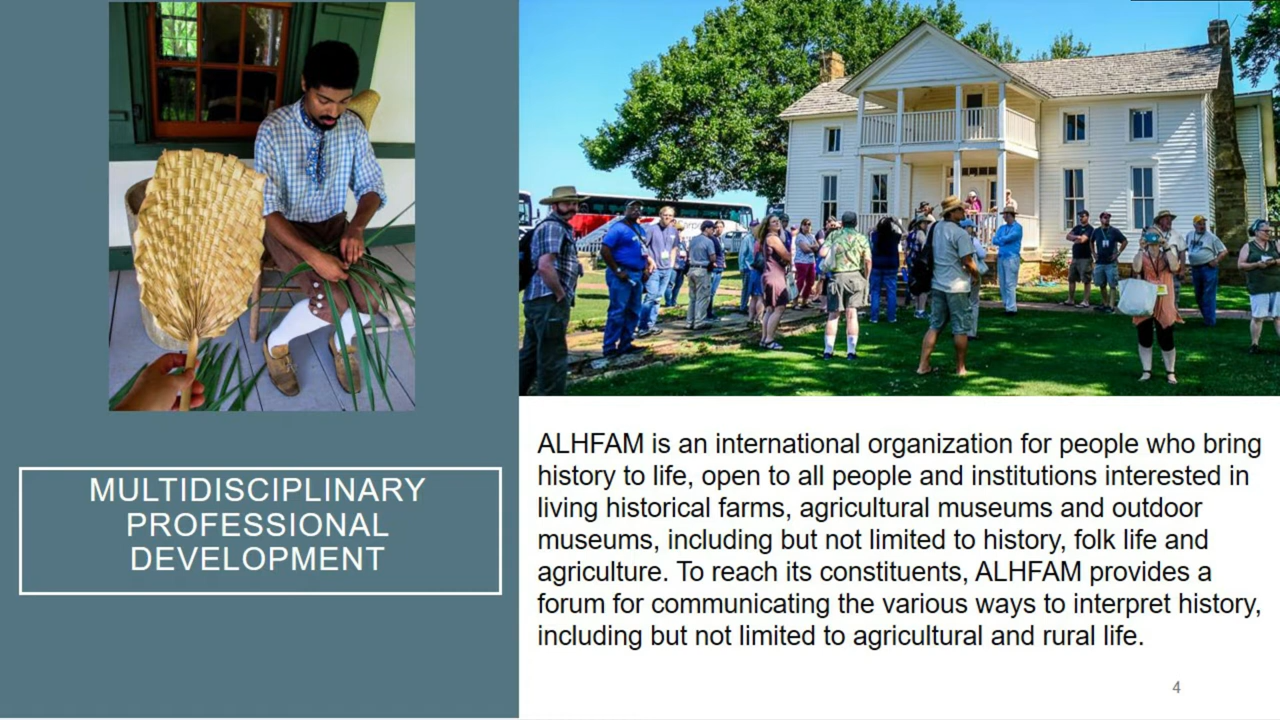 MULTIDISCIPLINARY
PROFESSIONAL
DEVELOPMENT
ALHFAM is an international organization for people who bring
history to life, open to all people and institutions interested in
living historical farms, agricultural museums and outdoor
museums, including but not limited to history, folk life and
agriculture. To reach its constituents, ALHFAM provides a
forum for communicating the various ways to interpret history,
including but not limited to agricultural and rural life.
4